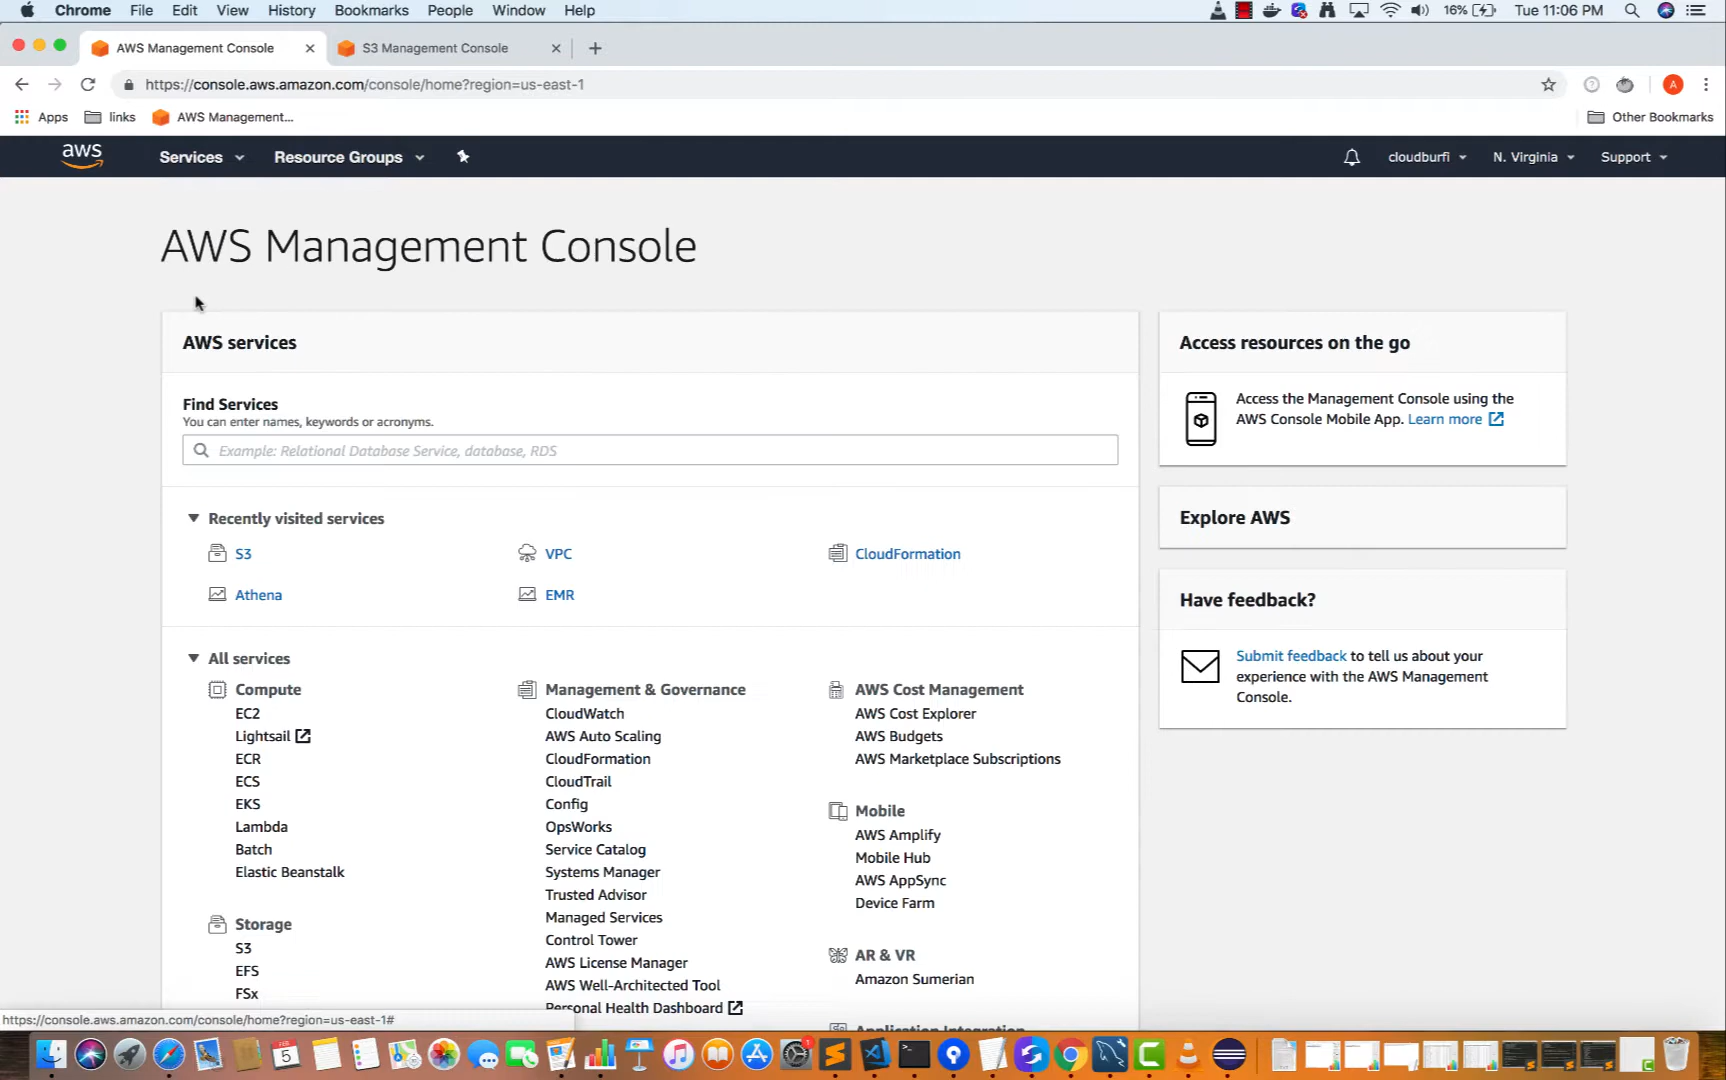 Chrome File Edit View History Bookmarks People Window Help 16% Tue 11:06 PM
AWS Management Console S3 Management Console
https://console.aws.amazon.com/console/home?region=us-east-1 A
Apps links AWS Management... Other Bookmarks
aws Services Resource Groups cloudburfi N. Virginia Support
AWS Management Console
AWS services
Find Services
You can enter names, keywords or acronyms.
Example: Relational Database Service, database, RDS
Recently visited services
S3 VPC CloudFormation
Athena EMR
All services
Compute
EC2
Lightsail
ECR
ECS
EKS
Lambda
Batch
Elastic Beanstalk
Storage
S3
EFS
FSx
Management & Governance
CloudWatch
AWS Auto Scaling
CloudFormation
CloudTrail
Config
OpsWorks
Service Catalog
Systems Manager
Trusted Advisor
Managed Services
Control Tower
AWS License Manager
AWS Well-Architected Tool
Personal Health Dashboard
AWS Cost Management
AWS Cost Explorer
AWS Budgets
AWS Marketplace Subscriptions
Mobile
AWS Amplify
Mobile Hub
AWS AppSync
Device Farm
AR & VR
Amazon Sumerian
Application Integration
Access resources on the go
Access the Management Console using the
AWS Console Mobile App. Learn more
Explore AWS
Have feedback?
Submit feedback to tell us about your
experience with the AWS Management
Console.
https://console.aws.amazon.com/console/home?region=us-east-1#
5
1